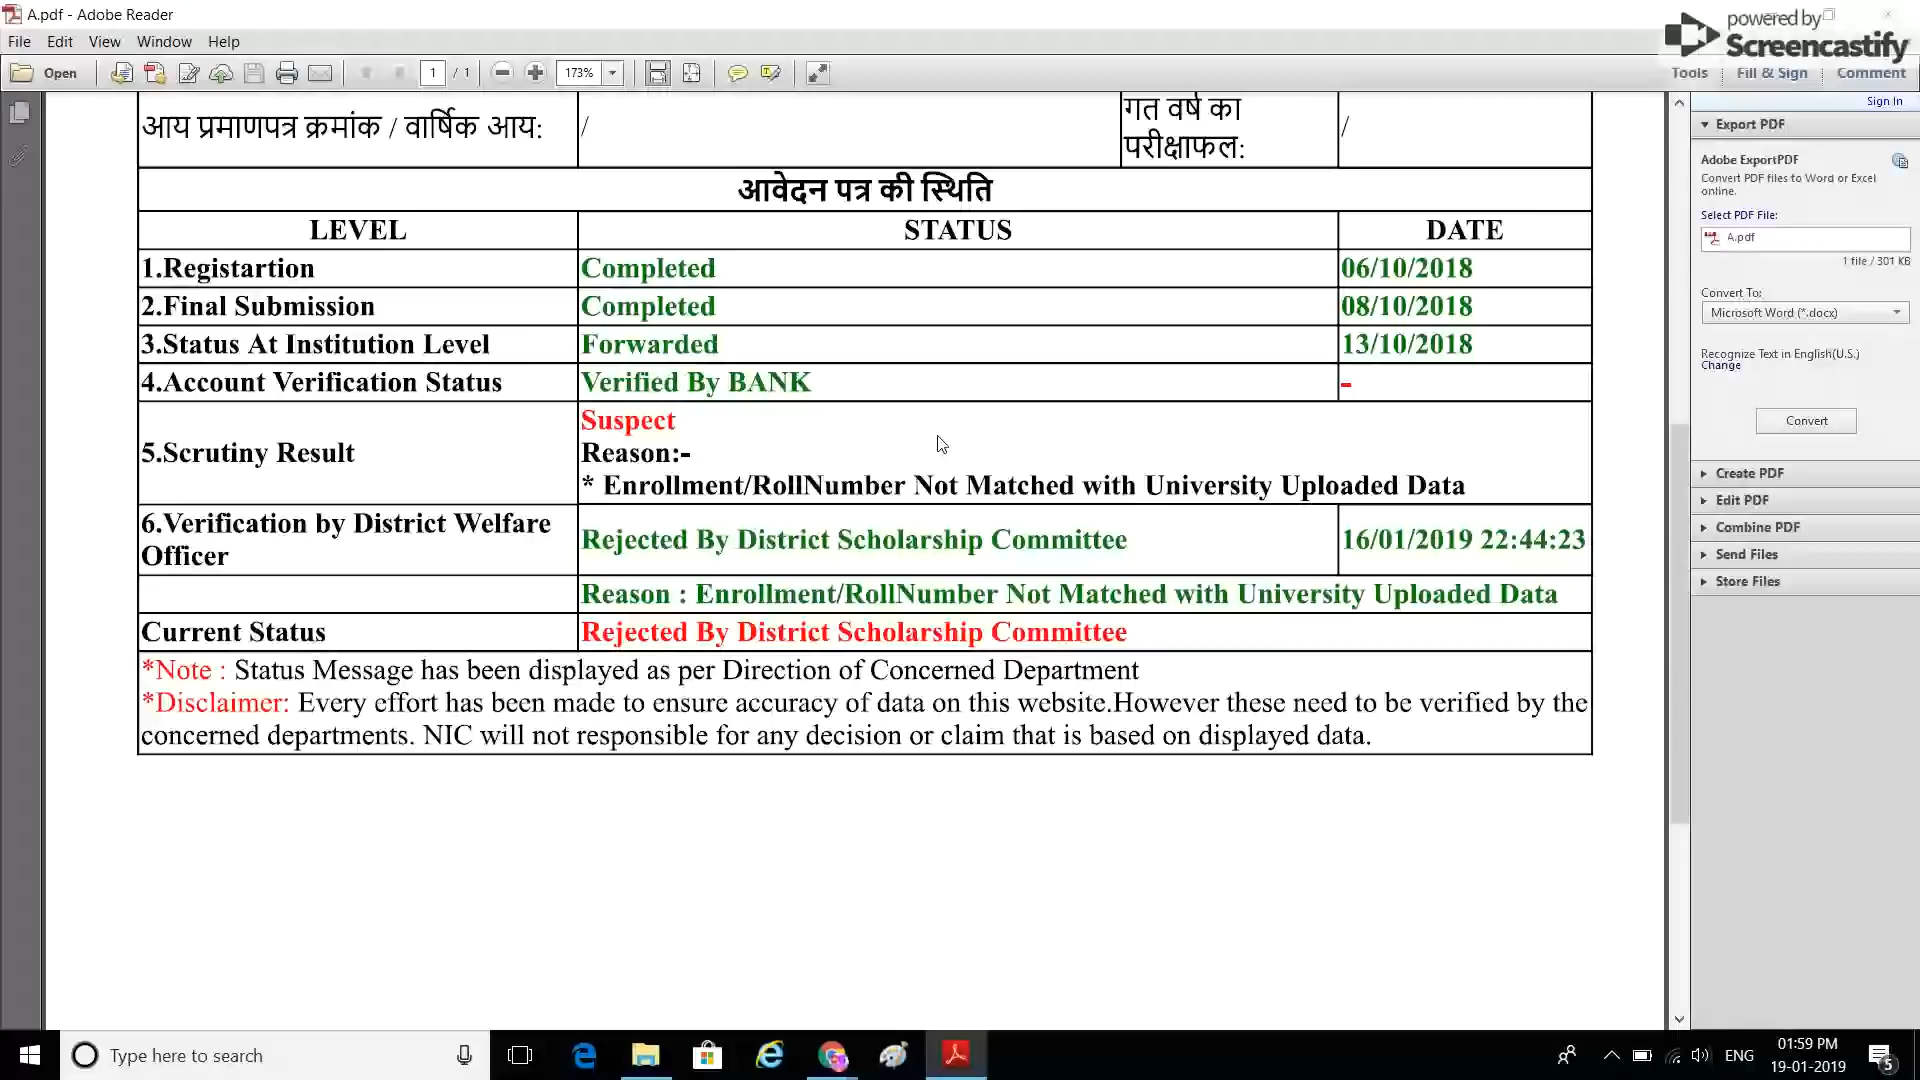 A.pdf - Adobe Reader
powered by
Screencastify
File Edit View Window Help
Open 1 / 1 173% Tools Fill & Sign Comment
Sign In
आय प्रमाणपत्र क्रमांक / वार्षिक आय: / गत वर्ष का
परीक्षाफल: /
आवेदन पत्र की स्थिति
LEVEL STATUS DATE
1.Registartion Completed 06/10/2018
2.Final Submission Completed 08/10/2018
3.Status At Institution Level Forwarded 13/10/2018
4.Account Verification Status Verified By BANK -
5.Scrutiny Result Suspect
Reason:-
* Enrollment/RollNumber Not Matched with University Uploaded Data
6.Verification by District Welfare
Officer Rejected By District Scholarship Committee 16/01/2019 22:44:23
Reason : Enrollment/RollNumber Not Matched with University Uploaded Data
Current Status Rejected By District Scholarship Committee
*Note : Status Message has been displayed as per Direction of Concerned Department
*Disclaimer: Every effort has been made to ensure accuracy of data on this website.However these need to be verified by the
concerned departments. NIC will not responsible for any decision or claim that is based on displayed data.
Export PDF
Adobe ExportPDF
Convert PDF files to Word or Excel
online.
Select PDF File:
A.pdf
1 file / 301 KB
Convert To:
Microsoft Word (*.docx)
Recognize Text in English(U.S.)
Change
Convert
Create PDF
Edit PDF
Combine PDF
Send Files
Store Files
Type here to search
ENG 01:59 PM
19-01-2019 5